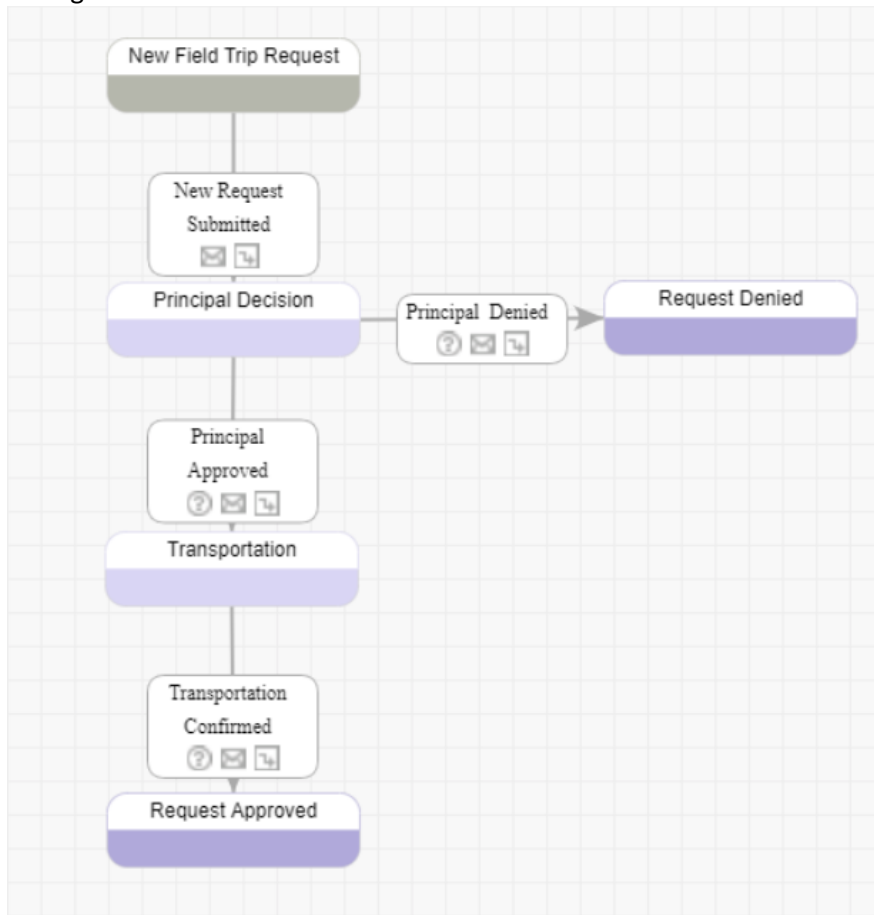 New Field Trip Request
New Request
Submitted
Principal Decision
Principal Denied
Request Denied
Principal
Approved
Transportation
Transportation
Confirmed
Request Approved